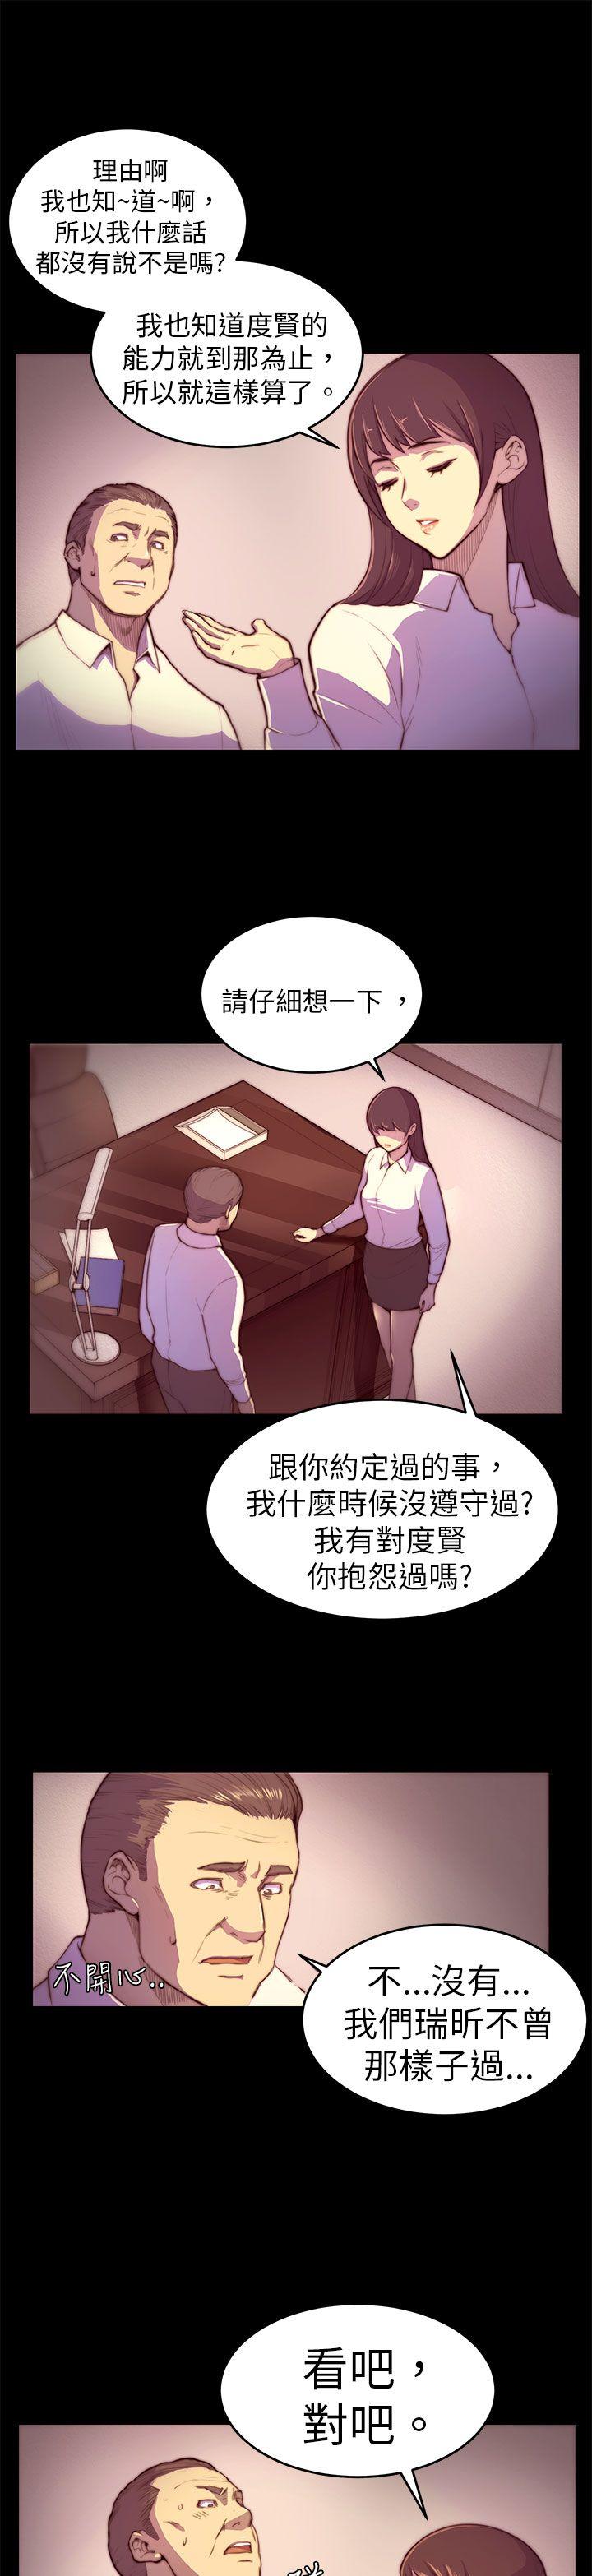 理由啊
我也知~道~啊，
所以我什麼話
都沒有說不是嗎?
我也知道度賢的
能力就到那為止，
所以就這樣算了。
請仔細想一下，
跟你約定過的事，
我什麼時候沒遵守過?
我有對度賢
你抱怨過嗎?
不開心..
不...沒有...
我們瑞昕不曾
那樣子過...
看吧，
對吧。